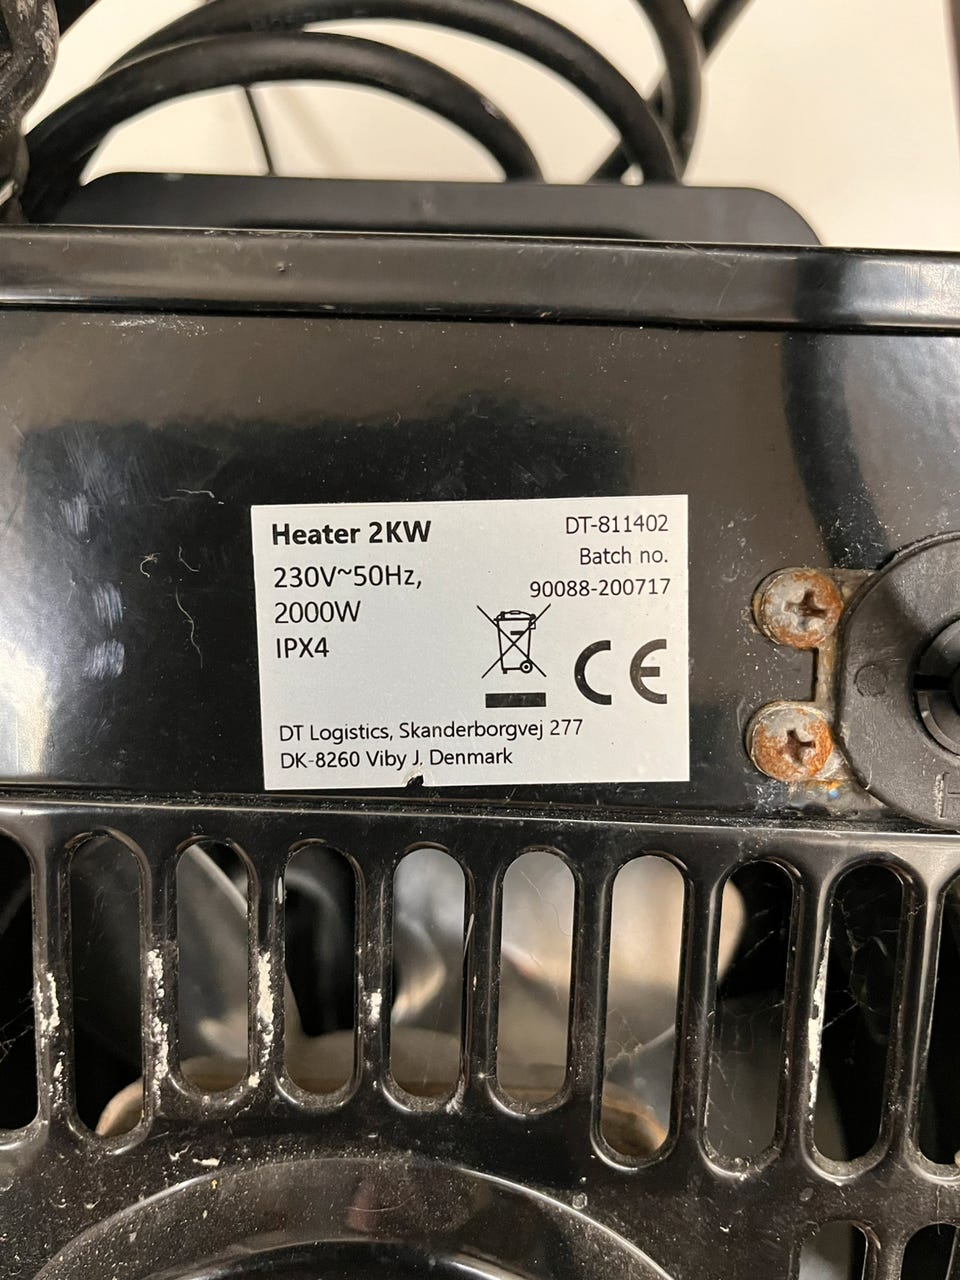 Heater 2KW
230V~50Hz,
2000W
IPX4
DT-811402
Batch no.
90088-200717
CE
DT Logistics, Skanderborgvej 277
DK-8260 Viby J. Denmark